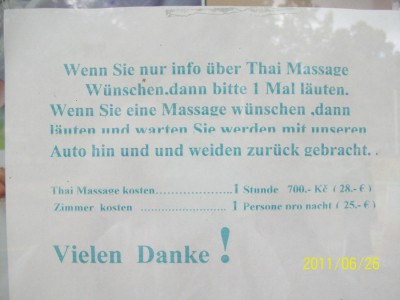 Wenn Sie nur info über Thai Massage
Wünschen.dann bitte 1 Mal läuten.
Wenn Sie eine Massage wünschen ,dann
läuten und warten Sie werden mit unseren
Auto hin und und weiden zurück gebracht. .
Thai Massage kosten................... 1 Stunde 700.- Kč ( 28.- € )
Zimmer kosten ..................... 1 Persone pro nacht ( 25.- € )
Vielen Danke !
2011/06/26